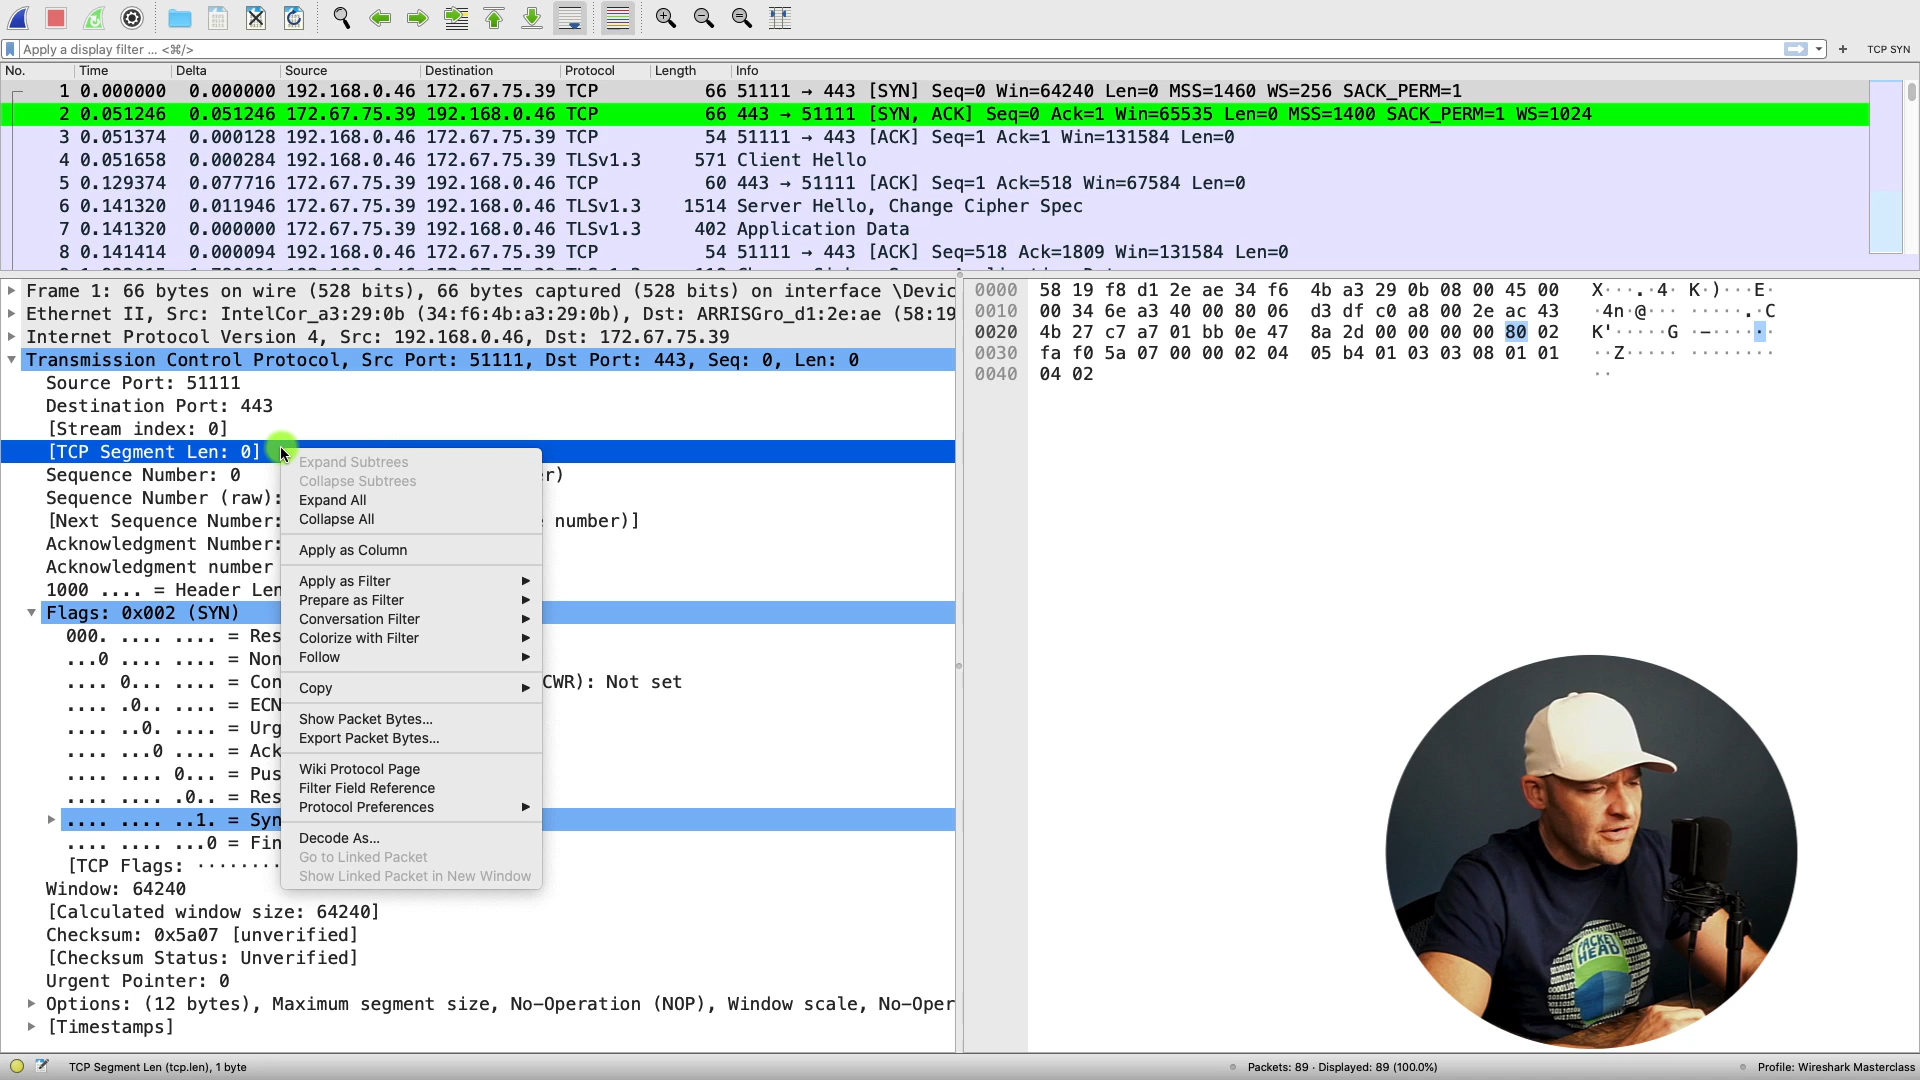 Apply a display filter ... <⌘/>
+ TCP SYN
No. Time Delta Source Destination Protocol Length Info
1 0.000000 0.000000 192.168.0.46 172.67.75.39 TCP 66 51111 → 443 [SYN] Seq=0 Win=64240 Len=0 MSS=1460 WS=256 SACK_PERM=1
2 0.051246 0.051246 172.67.75.39 192.168.0.46 TCP 66 443 → 51111 [SYN, ACK] Seq=0 Ack=1 Win=65535 Len=0 MSS=1400 SACK_PERM=1 WS=1024
3 0.051374 0.000128 192.168.0.46 172.67.75.39 TCP 54 51111 → 443 [ACK] Seq=1 Ack=1 Win=131584 Len=0
4 0.051658 0.000284 192.168.0.46 172.67.75.39 TLSv1.3 571 Client Hello
5 0.129374 0.077716 172.67.75.39 192.168.0.46 TCP 60 443 → 51111 [ACK] Seq=1 Ack=518 Win=67584 Len=0
6 0.141320 0.011946 172.67.75.39 192.168.0.46 TLSv1.3 1514 Server Hello, Change Cipher Spec
7 0.141320 0.000000 172.67.75.39 192.168.0.46 TLSv1.3 402 Application Data
8 0.141414 0.000094 192.168.0.46 172.67.75.39 TCP 54 51111 → 443 [ACK] Seq=518 Ack=1809 Win=131584 Len=0
Frame 1: 66 bytes on wire (528 bits), 66 bytes captured (528 bits) on interface \Devic
Ethernet II, Src: IntelCor_a3:29:0b (34:f6:4b:a3:29:0b), Dst: ARRISGro_d1:2e:ae (58:19
Internet Protocol Version 4, Src: 192.168.0.46, Dst: 172.67.75.39
Transmission Control Protocol, Src Port: 51111, Dst Port: 443, Seq: 0, Len: 0
Source Port: 51111
Destination Port: 443
[Stream index: 0]
[TCP Segment Len: 0]
Sequence Number: 0 r)
Sequence Number (raw):
[Next Sequence Number: number)]
Acknowledgment Number:
Acknowledgment number
1000 .... = Header Len
Flags: 0x002 (SYN)
000. .... .... = Res
...0 .... .... = Non
.... 0... .... = Con CWR): Not set
.... .0.. .... = ECN
.... ..0. .... = Urg
.... ...0 .... = Ack
.... .... 0... = Pus
.... .... .0.. = Res
.... .... ..1. = Syn
.... .... ...0 = Fin
[TCP Flags: ········
Window: 64240
[Calculated window size: 64240]
Checksum: 0x5a07 [unverified]
[Checksum Status: Unverified]
Urgent Pointer: 0
Options: (12 bytes), Maximum segment size, No-Operation (NOP), Window scale, No-Oper
[Timestamps]
Expand Subtrees
Collapse Subtrees
Expand All
Collapse All
Apply as Column
Apply as Filter
Prepare as Filter
Conversation Filter
Colorize with Filter
Follow
Copy
Show Packet Bytes...
Export Packet Bytes...
Wiki Protocol Page
Filter Field Reference
Protocol Preferences
Decode As...
Go to Linked Packet
Show Linked Packet in New Window
0000 58 19 f8 d1 2e ae 34 f6 4b a3 29 0b 08 00 45 00 X···.·4· K·)···E·
0010 00 34 6e a3 40 00 80 06 d3 df c0 a8 00 2e ac 43 ·4n·@··· ·····.·C
0020 4b 27 c7 a7 01 bb 0e 47 8a 2d 00 00 00 00 80 02 K'·····G ·-······
0030 fa f0 5a 07 00 00 02 04 05 b4 01 03 03 08 01 01 ··Z····· ········
0040 04 02 ··
PACKET
HEAD
TCP Segment Len (tcp.len), 1 byte
Packets: 89 · Displayed: 89 (100.0%)
Profile: Wireshark Masterclass